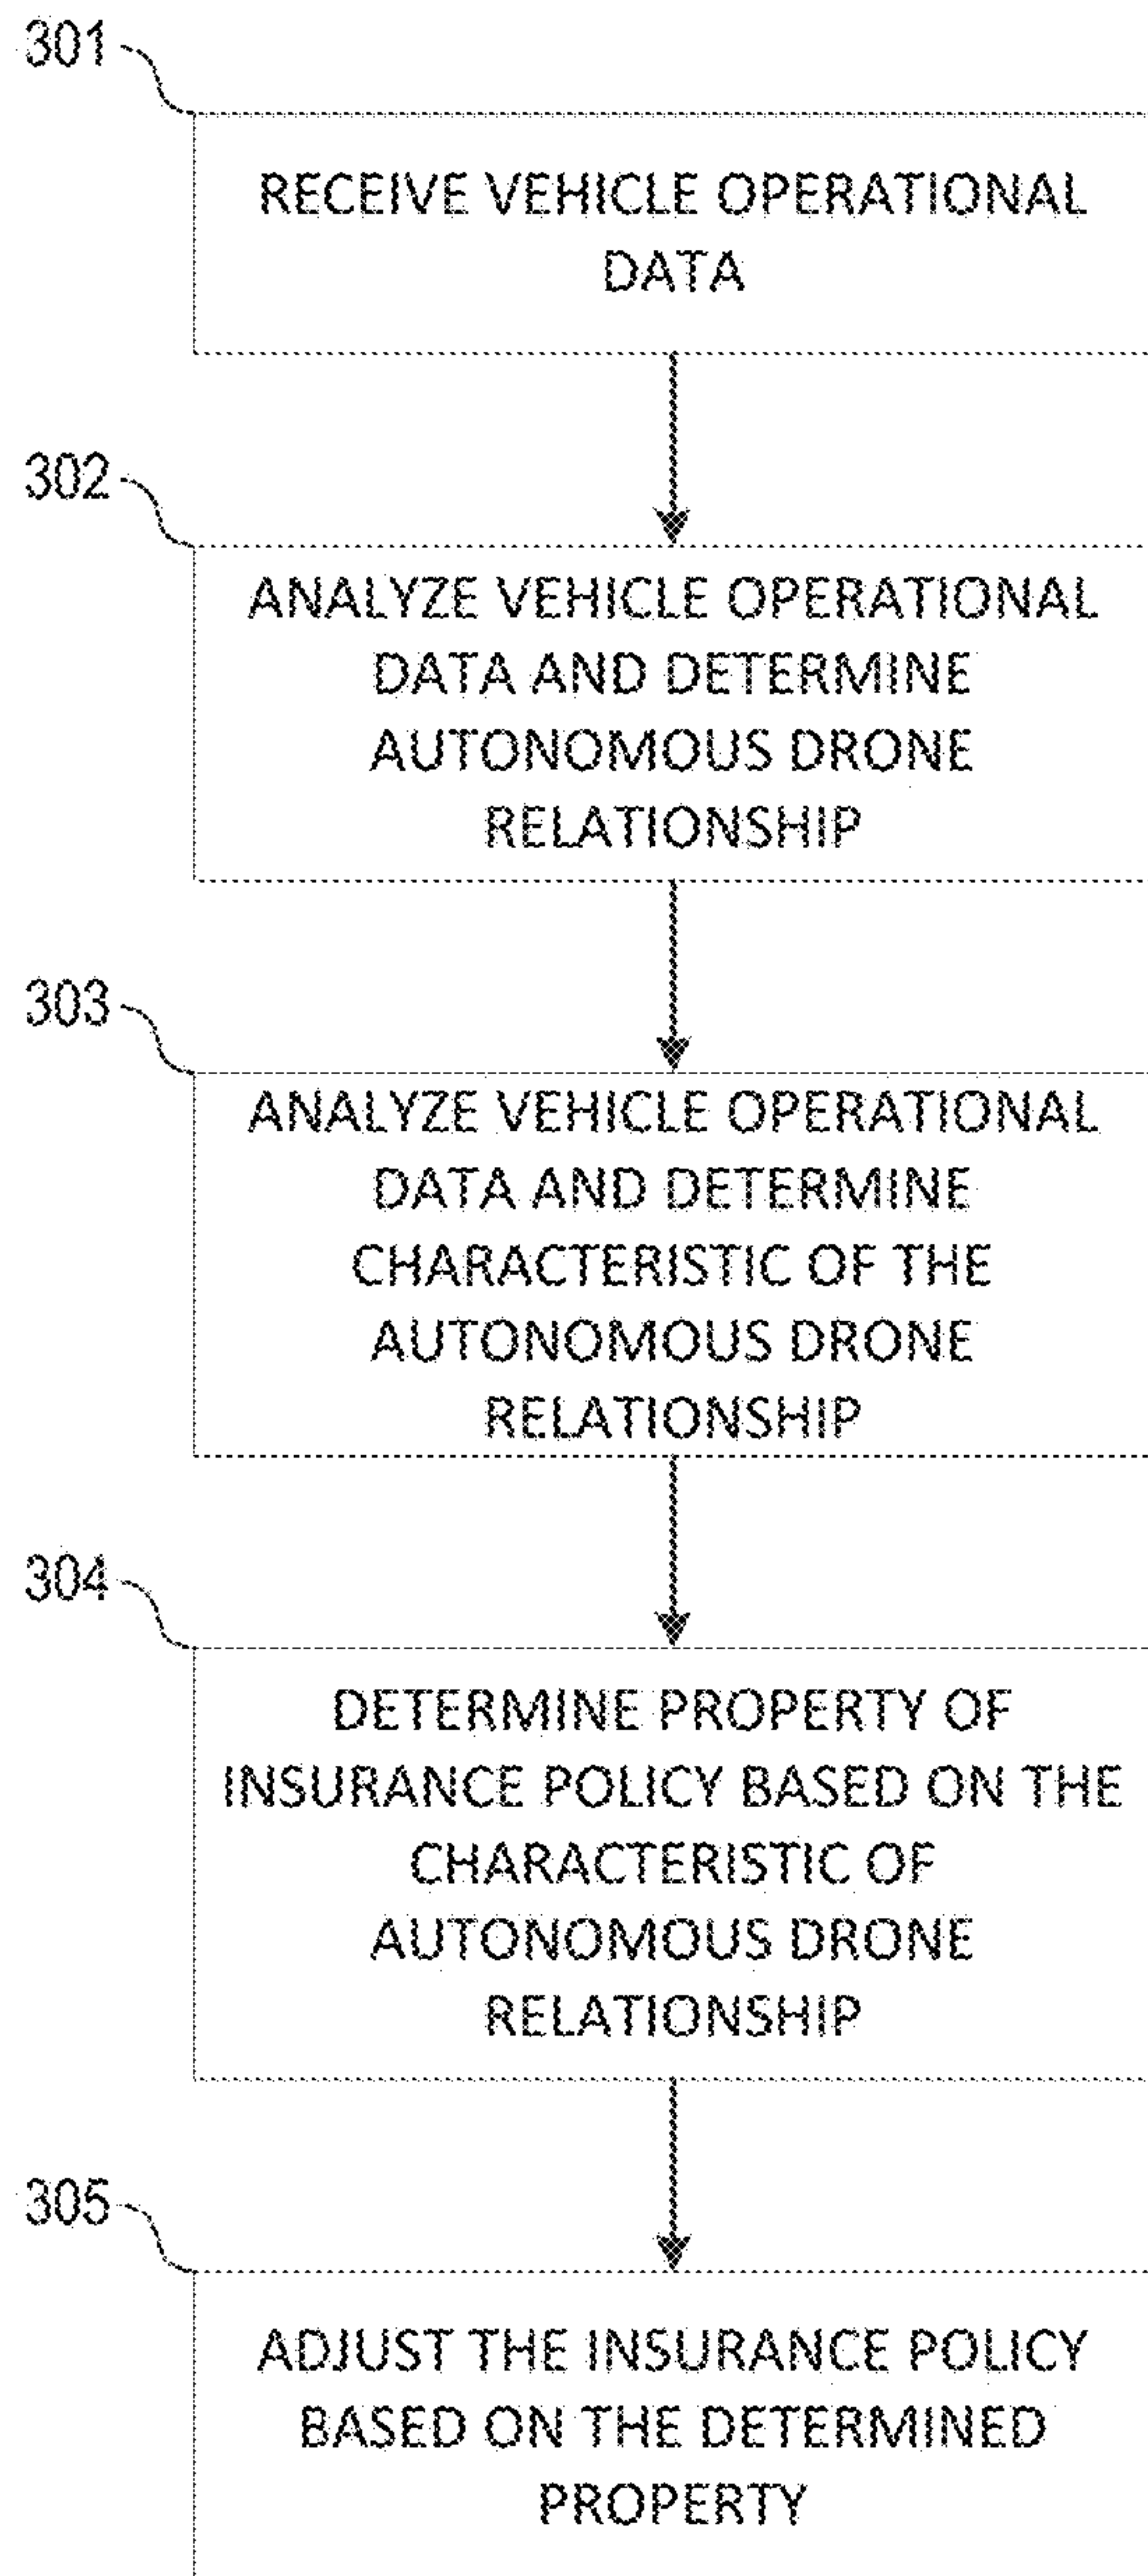 301
RECEIVE VEHICLE OPERATIONAL
DATA
302
ANALYZE VEHICLE OPERATIONAL
DATA AND DETERMINE
AUTONOMOUS DRONE
RELATIONSHIP
303
ANALYZE VEHICLE OPERATIONAL
DATA AND DETERMINE
CHARACTERISTIC OF THE
AUTONOMOUS DRONE
RELATIONSHIP
304
DETERMINE PROPERTY OF
INSURANCE POLICY BASED ON THE
CHARACTERISTIC OF
AUTONOMOUS DRONE
RELATIONSHIP
305
ADJUST THE INSURANCE POLICY
BASED ON THE DETERMINED
PROPERTY